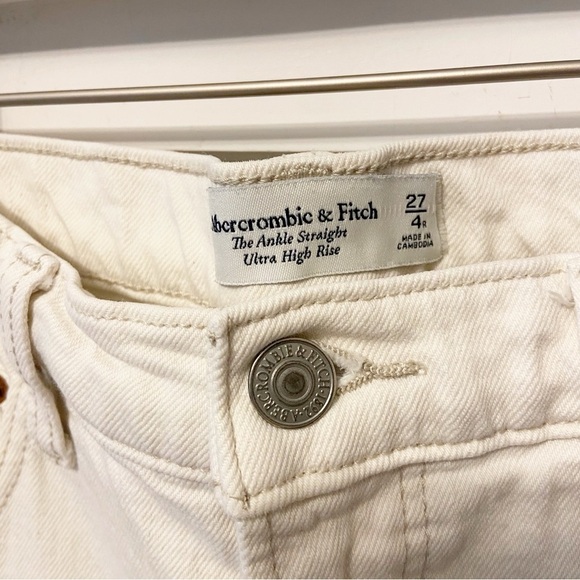 Abercrombie & Fitch
The Ankle Straight
Ultra High Rise
27
4R
MADE IN
CAMBODIA
ABERCROMBIE & FITCH